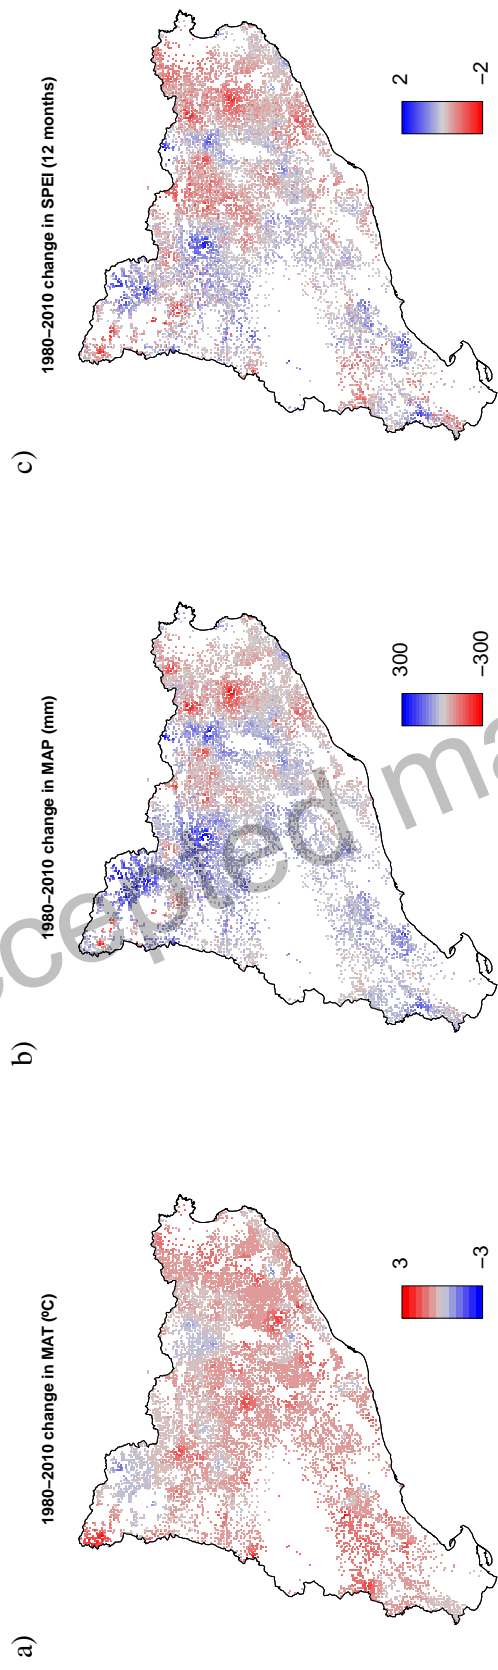 a)
1980–2010 change in MAT (ºC)
3
−3
b)
1980–2010 change in MAP (mm)
300
−300
c)
1980–2010 change in SPEI (12 months)
2
−2
ccepted ma